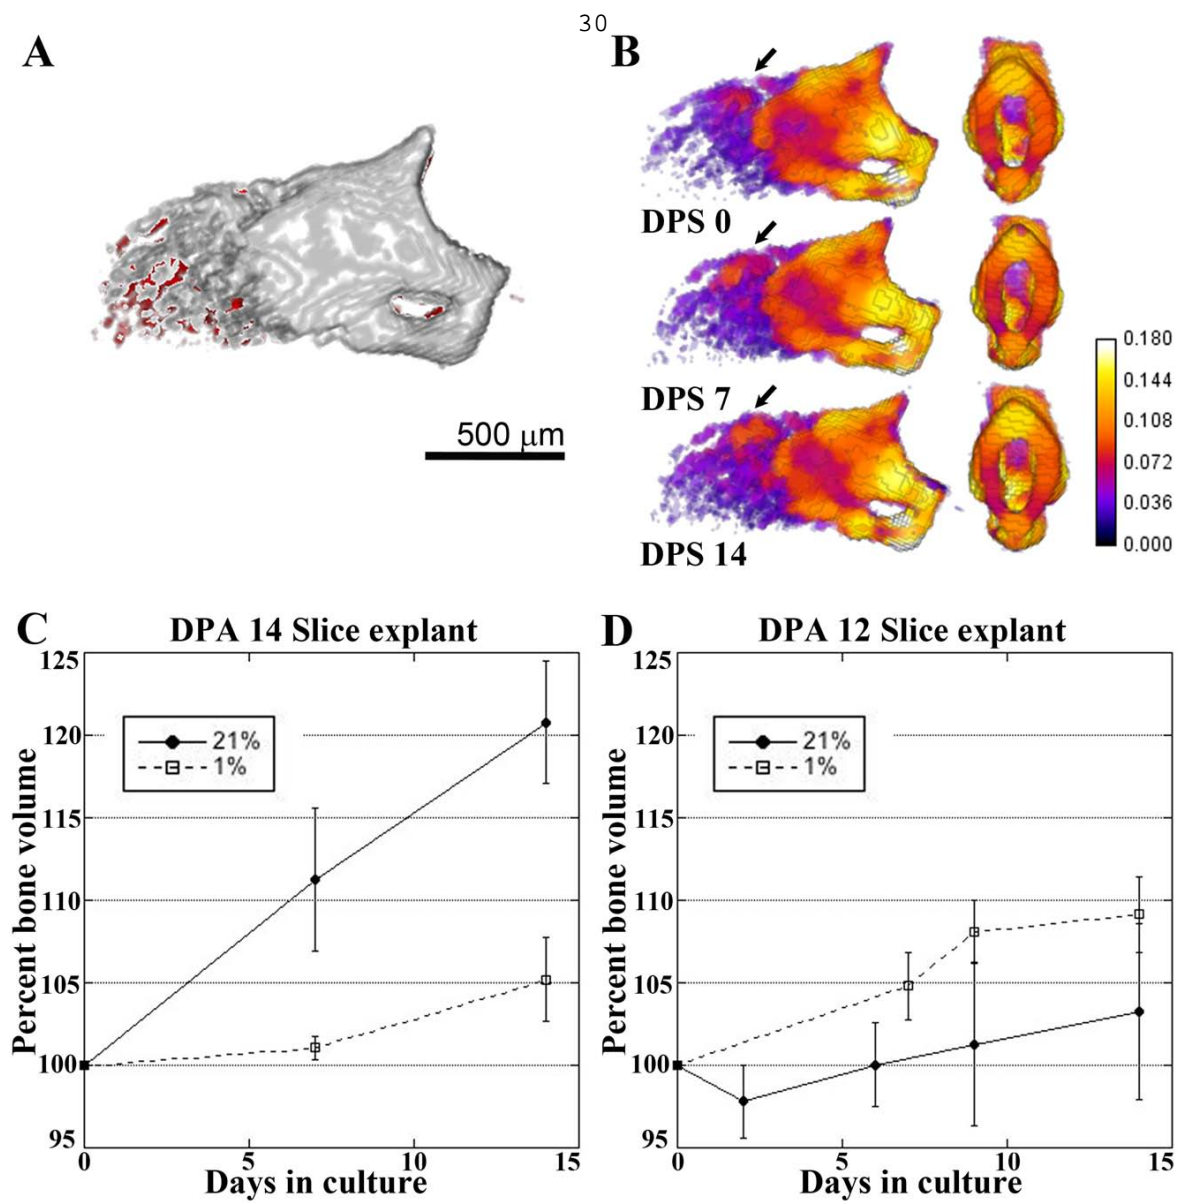 30
A
500 μm
B
DPS 0
DPS 7
DPS 14
0.180
0.144
0.108
0.072
0.036
0.000
C
DPA 14 Slice explant
Percent bone volume
125
120
115
110
105
100
95
21%
1%
0
5
10
15
Days in culture
D
DPA 12 Slice explant
Percent bone volume
125
120
115
110
105
100
95
21%
1%
0
5
10
15
Days in culture